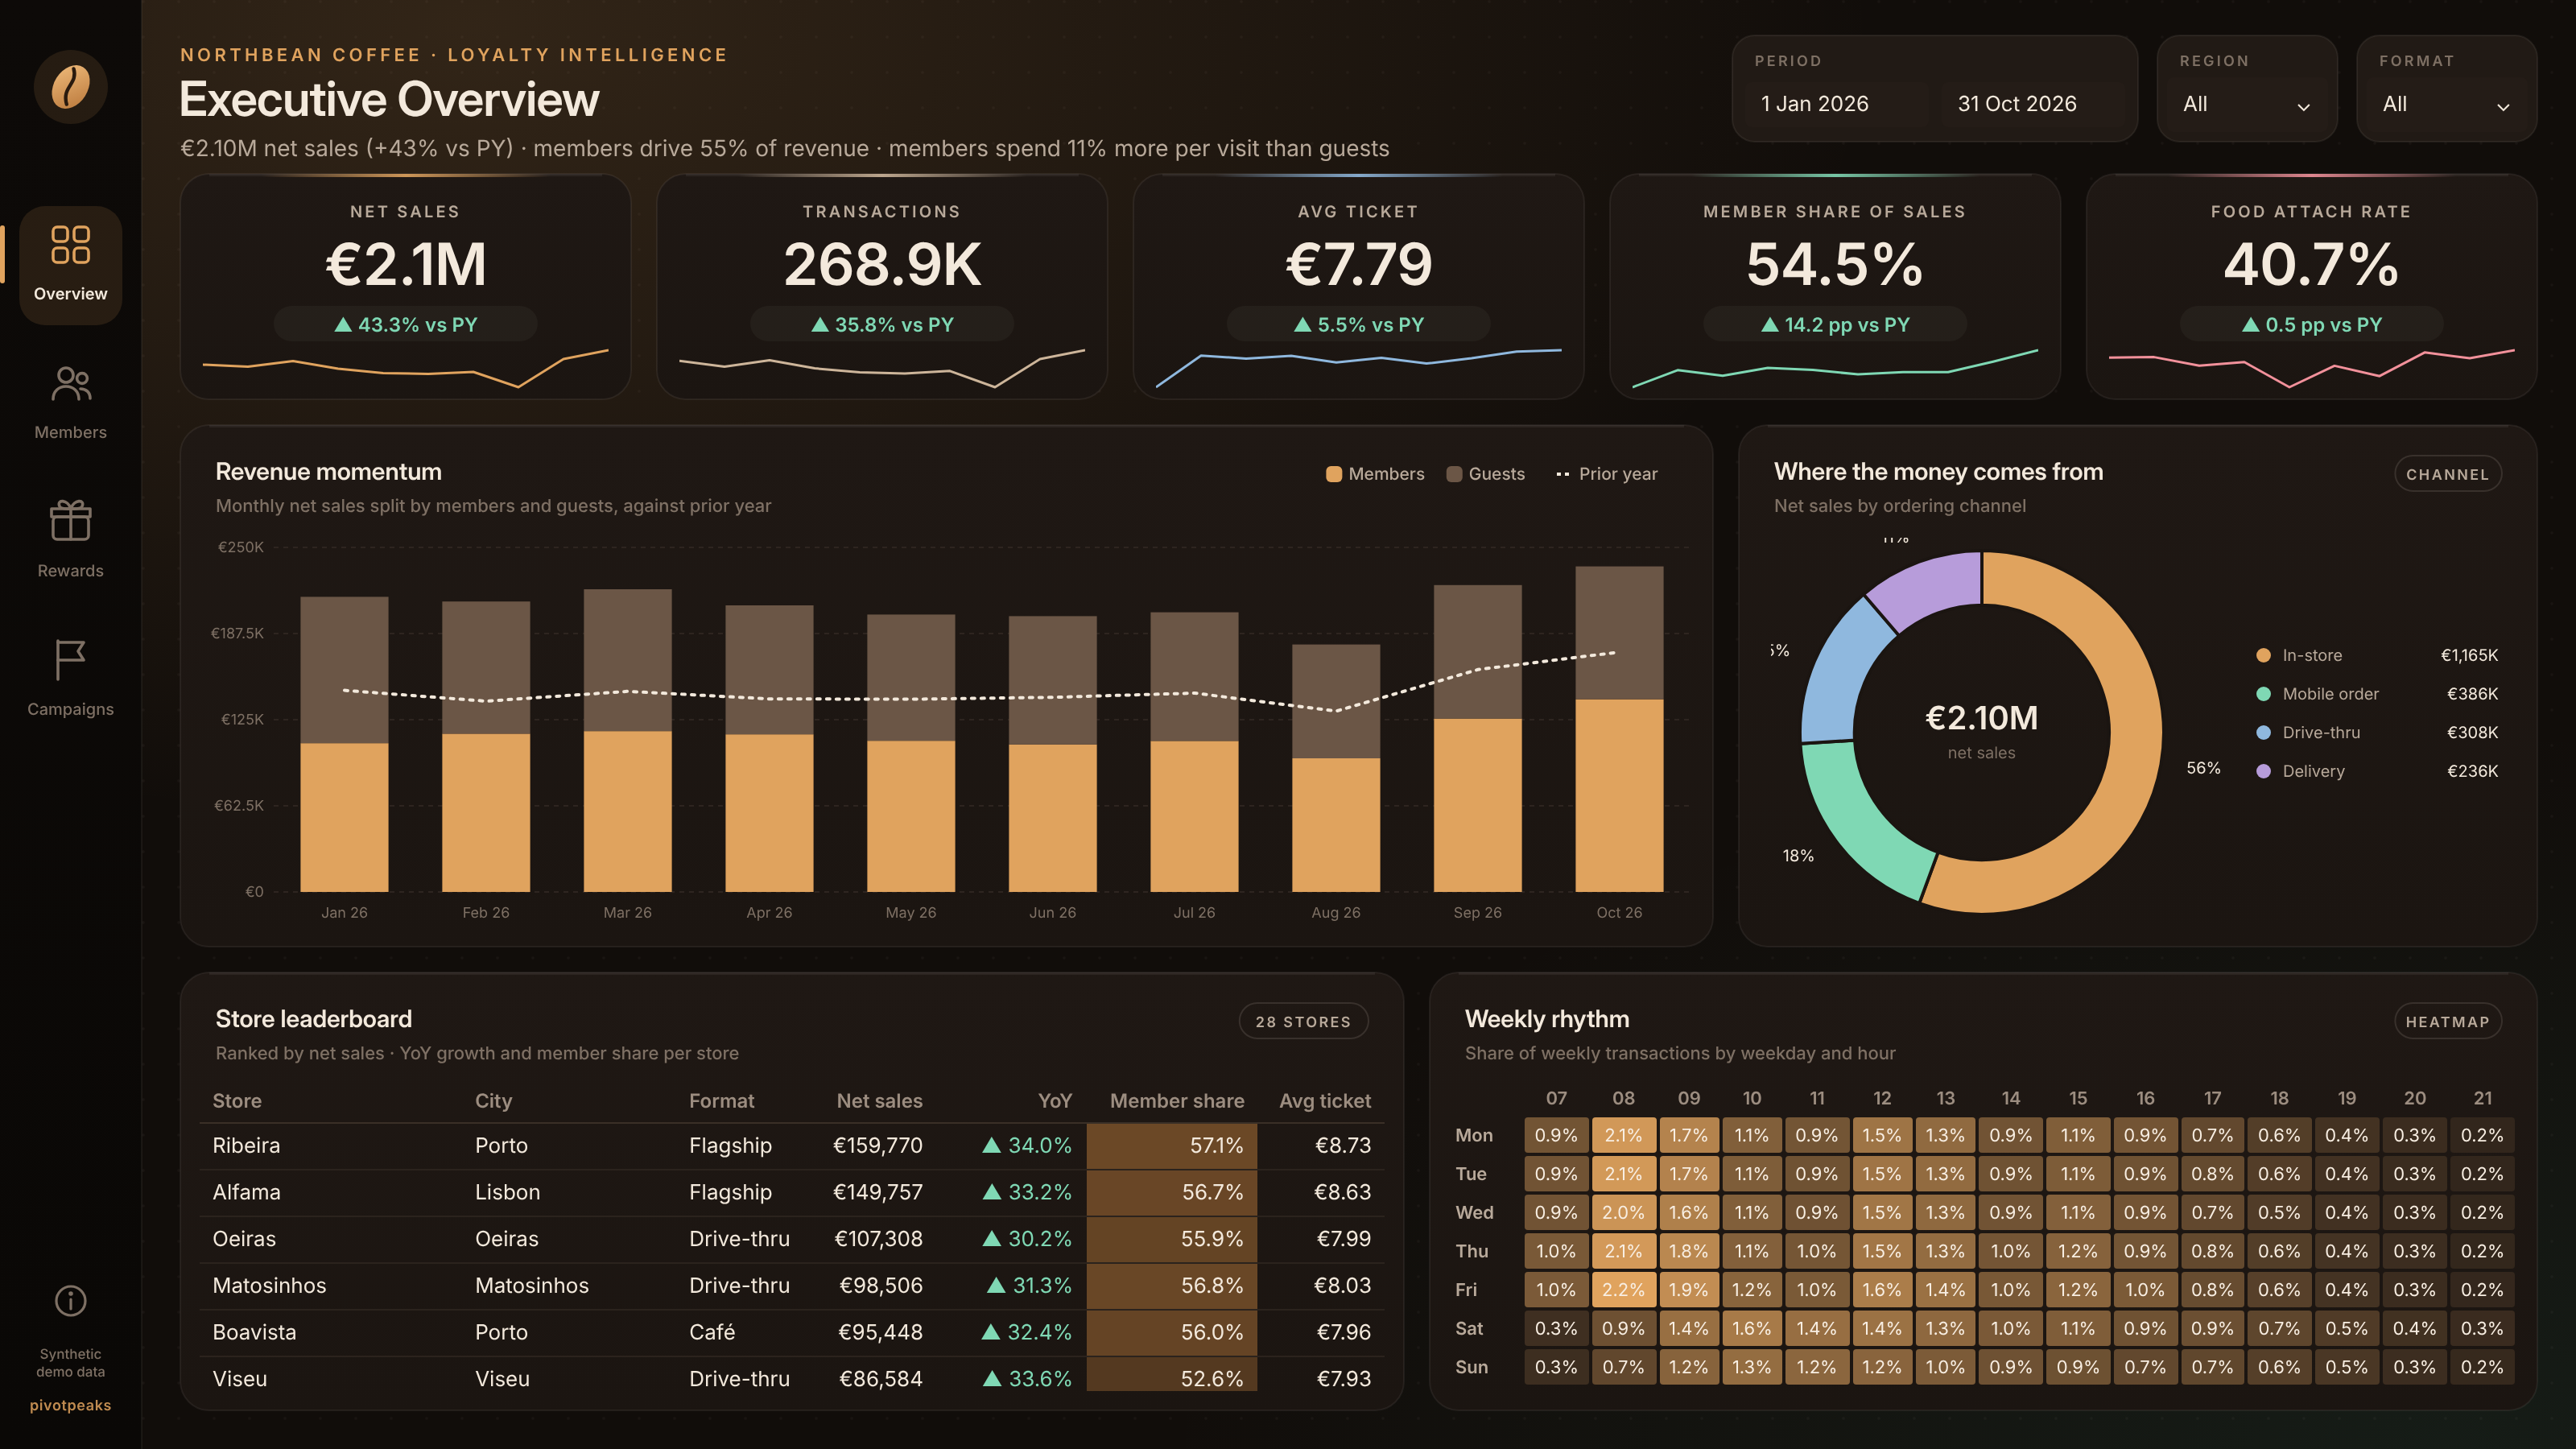 NORTHBEAN COFFEE · LOYALTY INTELLIGENCE
Executive Overview
€2.10M net sales (+43% vs PY) · members drive 55% of revenue · members spend 11% more per visit than guests
PERIOD
1 Jan 2026 31 Oct 2026
REGION
All
FORMAT
All
Overview
Members
Rewards
Campaigns
Synthetic
demo data
pivotpeaks
NET SALES
€2.1M
▲ 43.3% vs PY
TRANSACTIONS
268.9K
▲ 35.8% vs PY
AVG TICKET
€7.79
▲ 5.5% vs PY
MEMBER SHARE OF SALES
54.5%
▲ 14.2 pp vs PY
FOOD ATTACH RATE
40.7%
▲ 0.5 pp vs PY
Revenue momentum
Monthly net sales split by members and guests, against prior year
Members Guests Prior year
€250K
€187.5K
€125K
€62.5K
€0
Jan 26 Feb 26 Mar 26 Apr 26 May 26 Jun 26 Jul 26 Aug 26 Sep 26 Oct 26
Where the money comes from
Net sales by ordering channel
CHANNEL
56%
18%
€2.10M
net sales
In-store €1,165K
Mobile order €386K
Drive-thru €308K
Delivery €236K
Store leaderboard
Ranked by net sales · YoY growth and member share per store
28 STORES
Store City Format Net sales YoY Member share Avg ticket
Ribeira Porto Flagship €159,770 ▲ 34.0% 57.1% €8.73
Alfama Lisbon Flagship €149,757 ▲ 33.2% 56.7% €8.63
Oeiras Oeiras Drive-thru €107,308 ▲ 30.2% 55.9% €7.99
Matosinhos Matosinhos Drive-thru €98,506 ▲ 31.3% 56.8% €8.03
Boavista Porto Café €95,448 ▲ 32.4% 56.0% €7.96
Viseu Viseu Drive-thru €86,584 ▲ 33.6% 52.6% €7.93
Weekly rhythm
Share of weekly transactions by weekday and hour
HEATMAP
07 08 09 10 11 12 13 14 15 16 17 18 19 20 21
Mon 0.9% 2.1% 1.7% 1.1% 0.9% 1.5% 1.3% 0.9% 1.1% 0.9% 0.7% 0.6% 0.4% 0.3% 0.2%
Tue 0.9% 2.1% 1.7% 1.1% 0.9% 1.5% 1.3% 0.9% 1.1% 0.9% 0.8% 0.6% 0.4% 0.3% 0.2%
Wed 0.9% 2.0% 1.6% 1.1% 0.9% 1.5% 1.3% 0.9% 1.1% 0.9% 0.7% 0.5% 0.4% 0.3% 0.2%
Thu 1.0% 2.1% 1.8% 1.1% 1.0% 1.5% 1.3% 1.0% 1.2% 0.9% 0.8% 0.6% 0.4% 0.3% 0.2%
Fri 1.0% 2.2% 1.9% 1.2% 1.0% 1.6% 1.4% 1.0% 1.2% 1.0% 0.8% 0.6% 0.4% 0.3% 0.2%
Sat 0.3% 0.9% 1.4% 1.6% 1.4% 1.4% 1.3% 1.0% 1.1% 0.9% 0.9% 0.7% 0.5% 0.4% 0.3%
Sun 0.3% 0.7% 1.2% 1.3% 1.2% 1.2% 1.0% 0.9% 0.9% 0.7% 0.7% 0.6% 0.5% 0.3% 0.2%